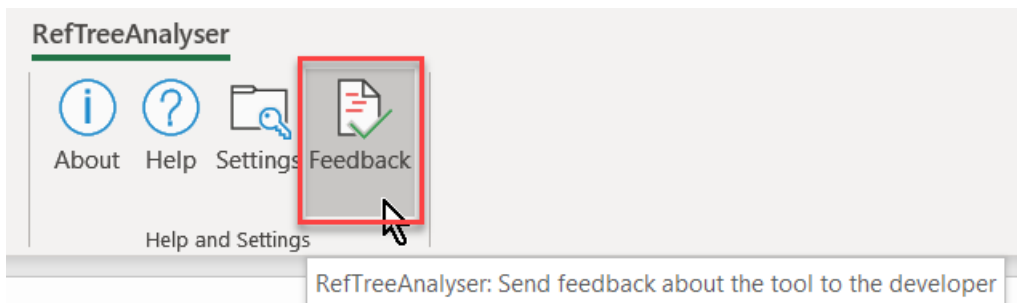 RefTreeAnalyser
About Help Settings Feedback
Help and Settings
RefTreeAnalyser: Send feedback about the tool to the developer